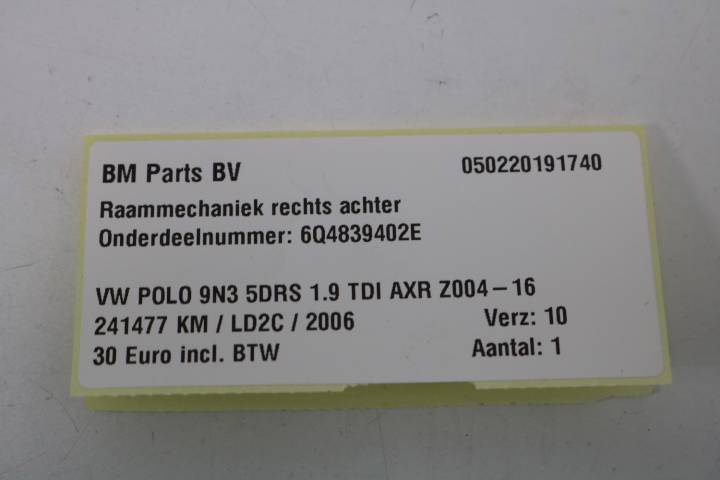 BM Parts BV 050220191740
Raammechaniek rechts achter
Onderdeelnummer: 6Q4839402E
VW POLO 9N3 5DRS 1.9 TDI AXR Z004-16
241477 KM / LD2C / 2006 Verz: 10
30 Euro incl. BTW Aantal: 1